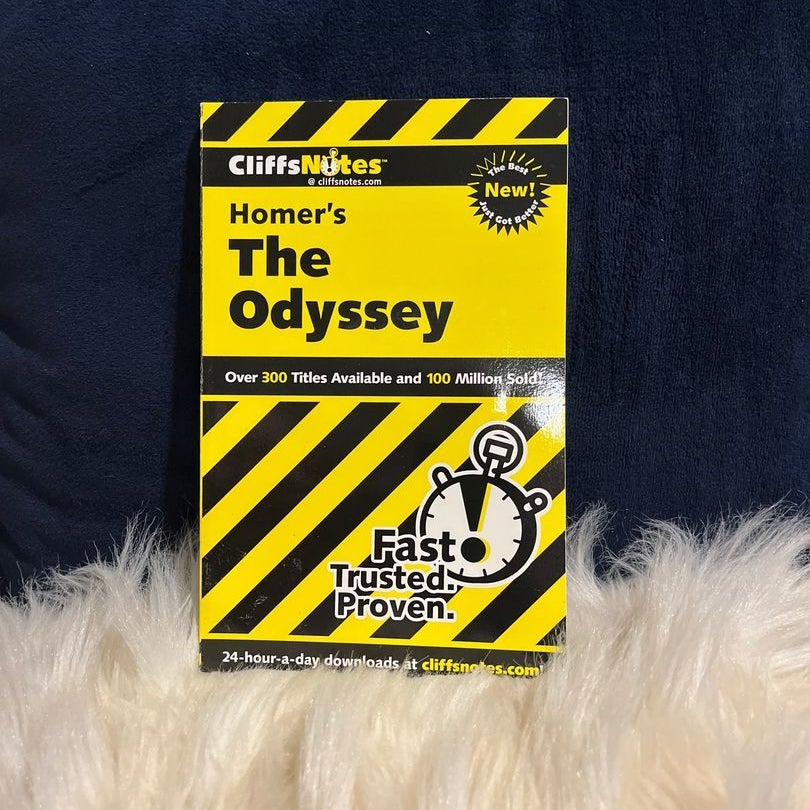 CliffsNotes™
@ cliffsnotes.com
The Best
New!
Just Got Better
Homer's
The
Odyssey
Over 300 Titles Available and 100 Million Sold!
Fast.
Trusted.
Proven.
24-hour-a-day downloads at cliffsnotes.com